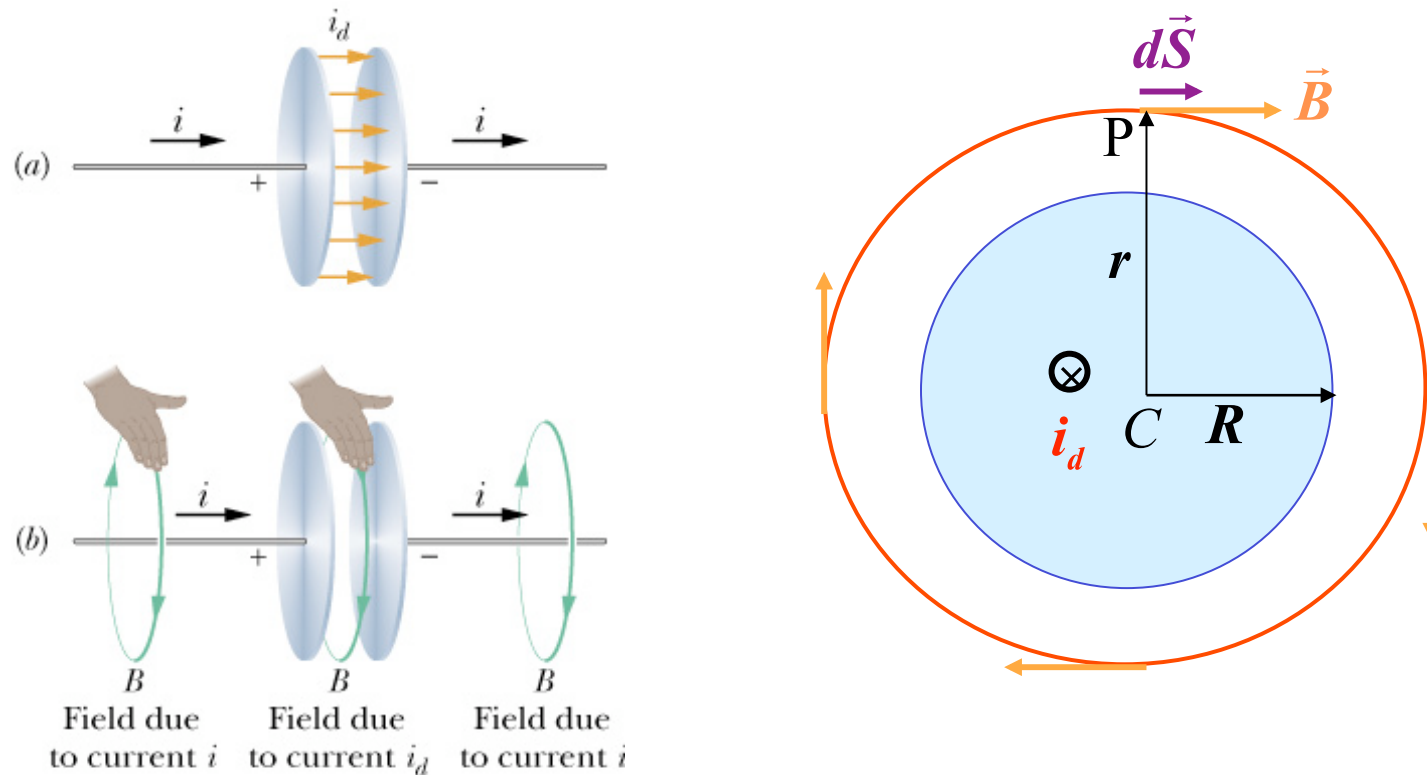 i_d
i
i
(a)
+
−
i
i
(b)
+
−
B
B
B
Field due
to current i
Field due
to current i_d
Field due
to current i
dS⃗
B⃗
P
r
i_d
C
R